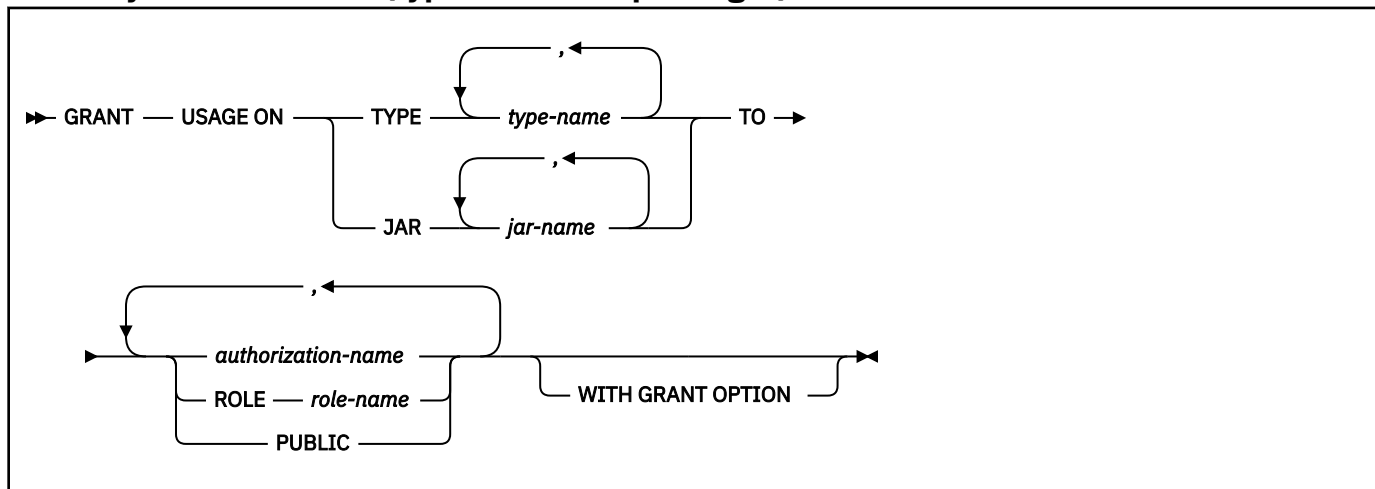 ,
GRANT USAGE ON TYPE type-name TO
,
JAR jar-name
,
authorization-name
ROLE role-name WITH GRANT OPTION
PUBLIC